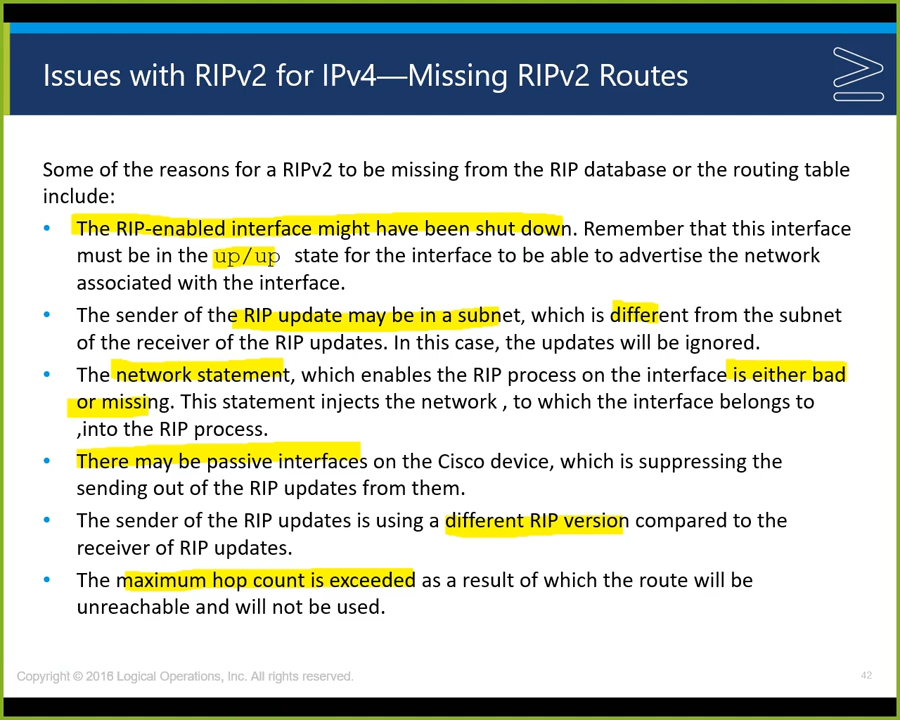 Issues with RIPv2 for IPv4—Missing RIPv2 Routes
Some of the reasons for a RIPv2 to be missing from the RIP database or the routing table
include:
• The RIP-enabled interface might have been shut down. Remember that this interface
must be in the up/up state for the interface to be able to advertise the network
associated with the interface.
• The sender of the RIP update may be in a subnet, which is different from the subnet
of the receiver of the RIP updates. In this case, the updates will be ignored.
• The network statement, which enables the RIP process on the interface is either bad
or missing. This statement injects the network , to which the interface belongs to
,into the RIP process.
• There may be passive interfaces on the Cisco device, which is suppressing the
sending out of the RIP updates from them.
• The sender of the RIP updates is using a different RIP version compared to the
receiver of RIP updates.
• The maximum hop count is exceeded as a result of which the route will be
unreachable and will not be used.
Copyright © 2016 Logical Operations, Inc. All rights reserved.
42